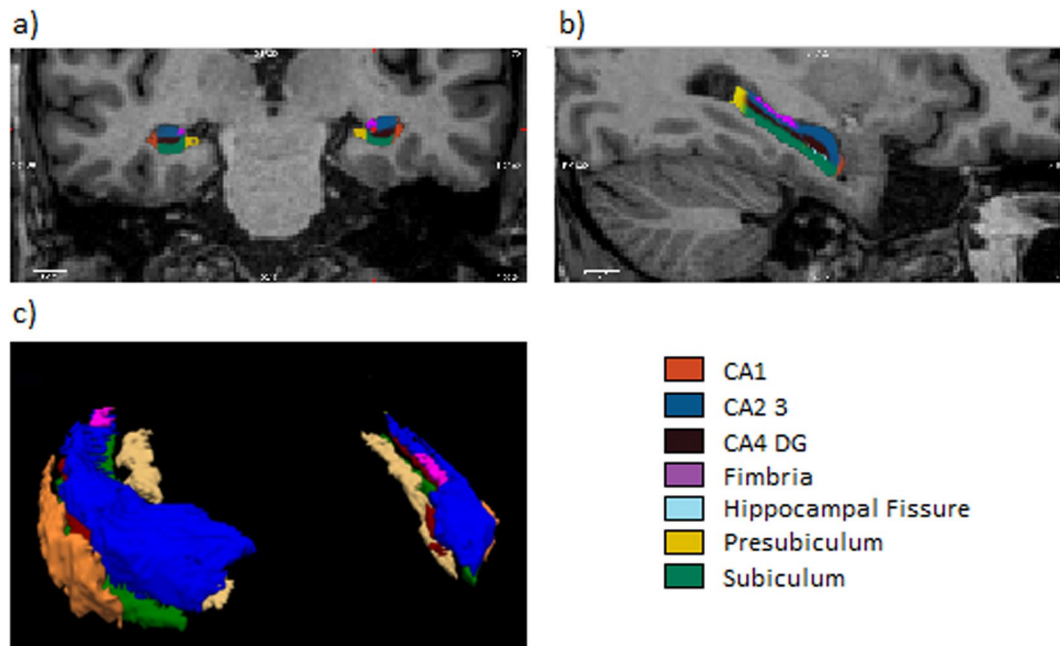 a)
b)
c)
CA1
CA2 3
CA4 DG
Fimbria
Hippocampal Fissure
Presubiculum
Subiculum